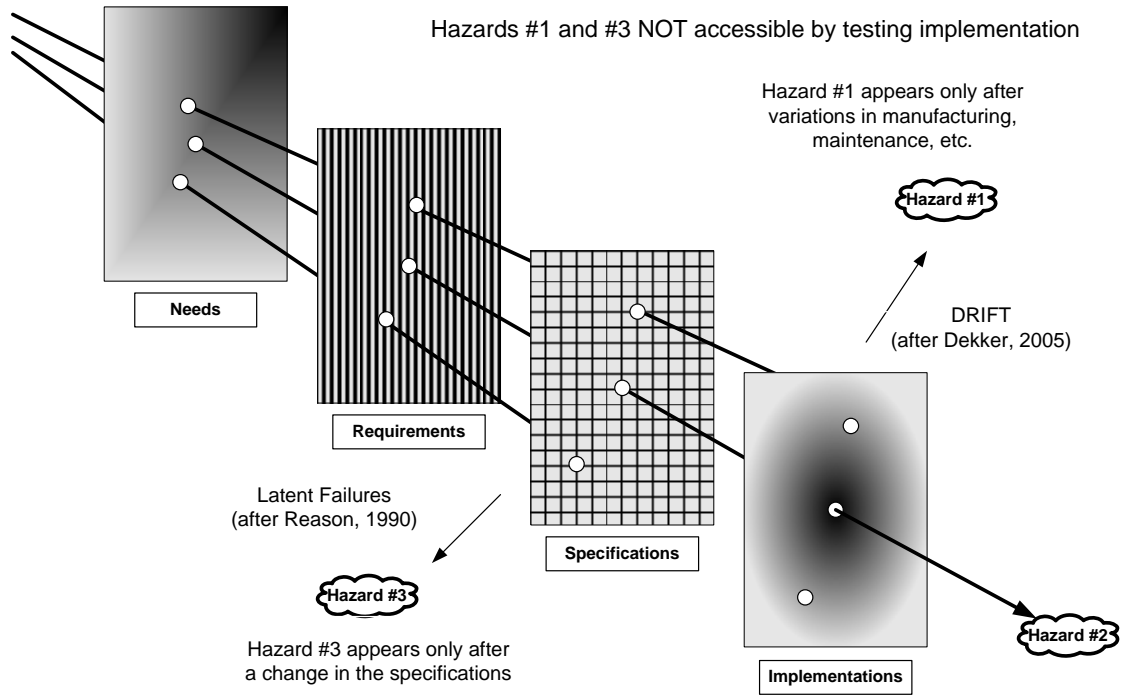 Hazards #1 and #3 NOT accessible by testing implementation
Hazard #1 appears only after
variations in manufacturing,
maintenance, etc.
Hazard #1
DRIFT
(after Dekker, 2005)
Needs
Requirements
Latent Failures
(after Reason, 1990)
Specifications
Hazard #3
Hazard #3 appears only after
a change in the specifications
Hazard #2
Implementations